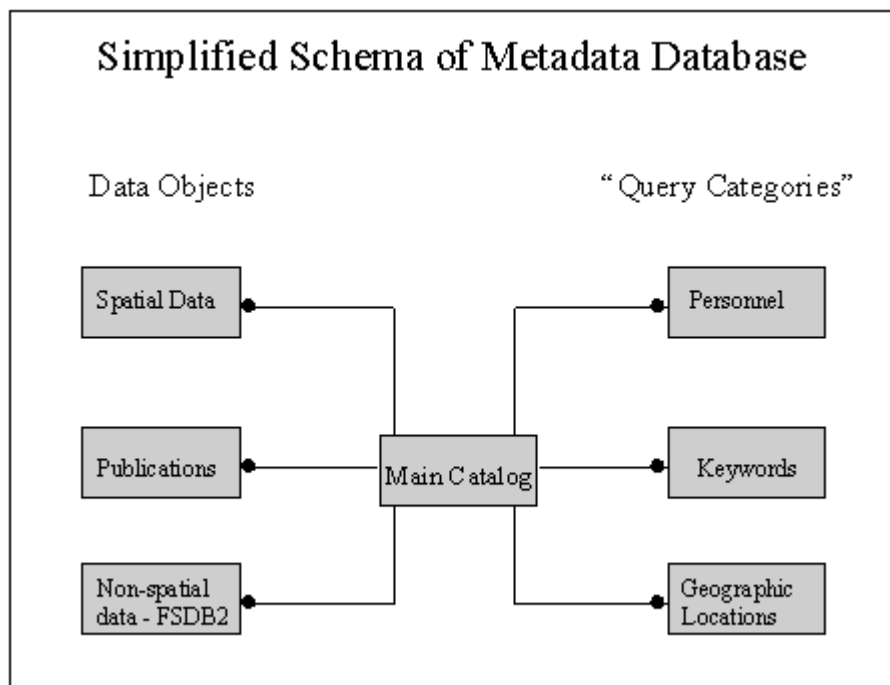 Simplified Schema of Metadata Database
Data Objects
“Query Categories”
Spatial Data
Personnel
Publications
Main Catalog
Keywords
Non-spatial
data - FSDB2
Geographic
Locations